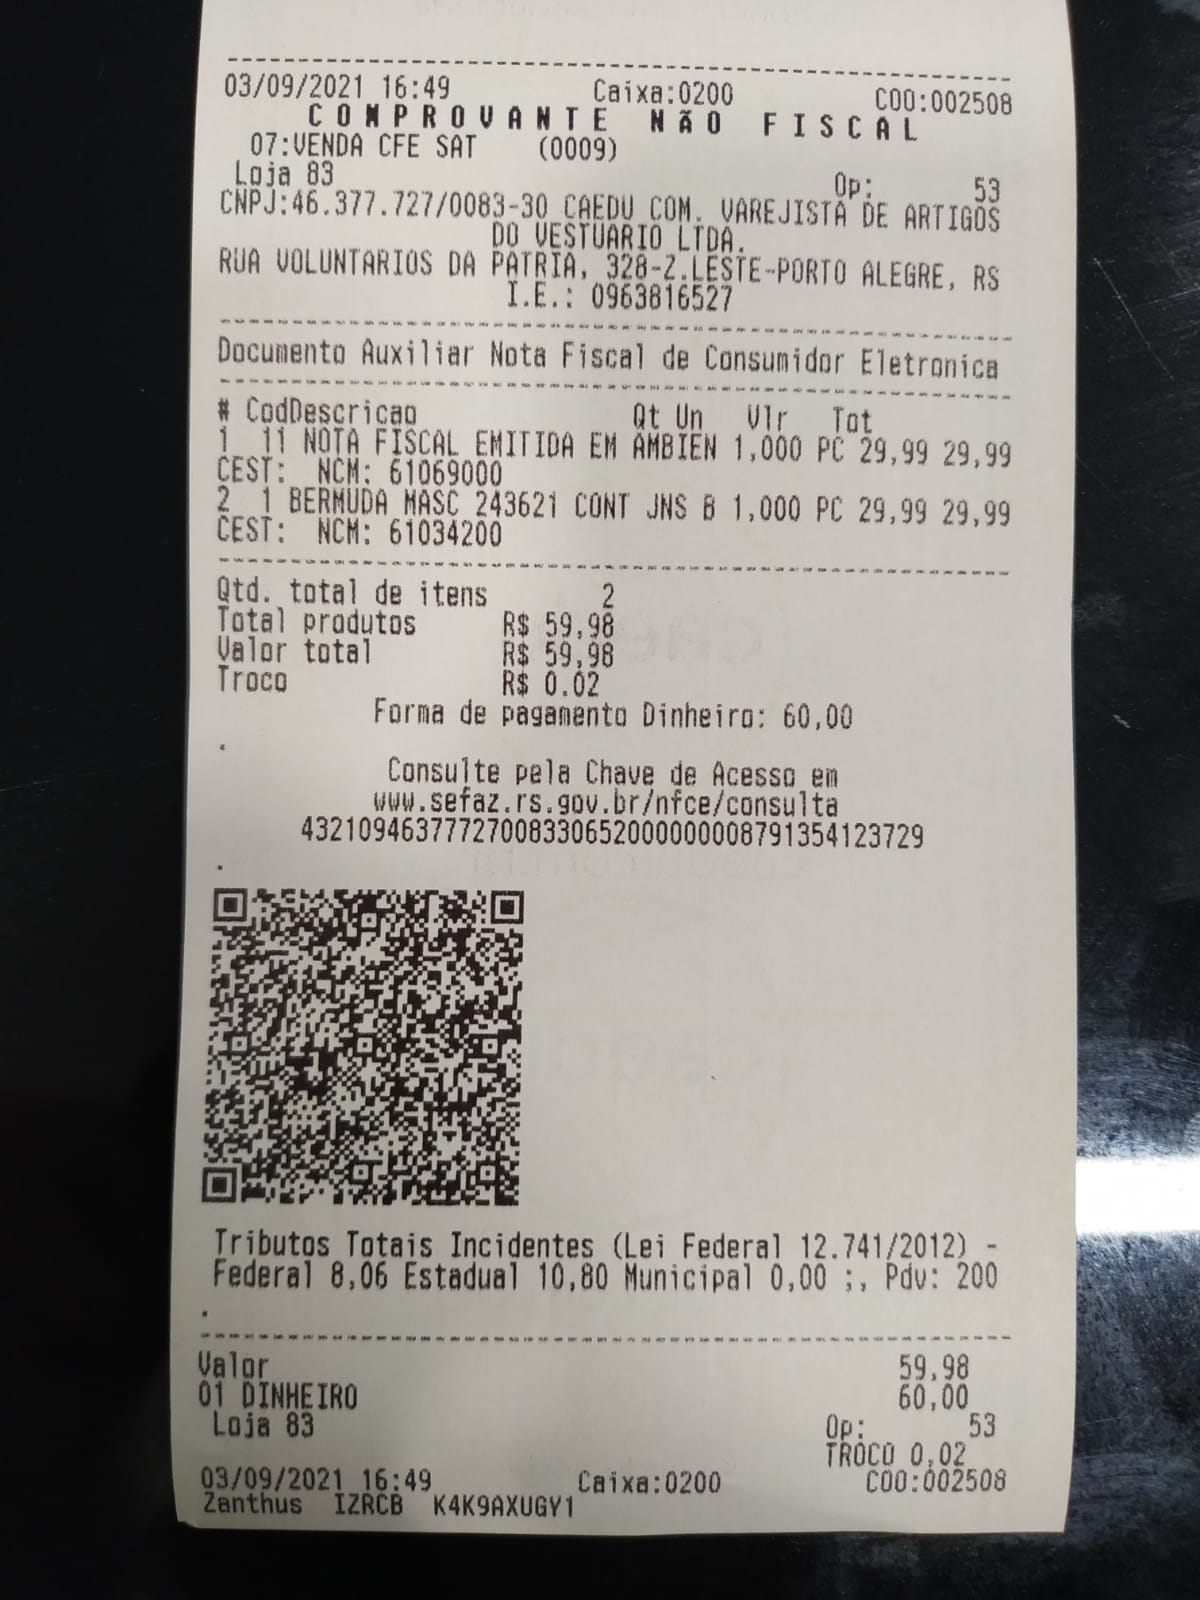 03/09/2021 16:49 Caixa:0200 COO:002508
COMPROVANTE NÃO FISCAL
07:VENDA CFE SAT (0009)
Loja 83 Op: 53
CNPJ:46.377.727/0083-30 CAEDU COM. VAREJISTA DE ARTIGOS
DO VESTUARIO LTDA.
RUA VOLUNTARIOS DA PATRIA, 328-Z.LESTE-PORTO ALEGRE, RS
I.E.: 0963816527
Documento Auxiliar Nota Fiscal de Consumidor Eletronica
# CodDescricao Qt Un Vlr Tot
1 11 NOTA FISCAL EMITIDA EM AMBIEN 1,000 PC 29,99 29,99
CEST: NCM: 61069000
2 1 BERMUDA MASC 243621 CONT JNS B 1,000 PC 29,99 29,99
CEST: NCM: 61034200
Qtd. total de itens 2
Total produtos R$ 59,98
Valor total R$ 59,98
Troco R$ 0.02
Forma de pagamento Dinheiro: 60,00
Consulte pela Chave de Acesso em
www.sefaz.rs.gov.br/nfce/consulta
43210946377727008330652000000008791354123729
Tributos Totais Incidentes (Lei Federal 12.741/2012) -
Federal 8,06 Estadual 10,80 Municipal 0,00 ;, Pdv: 200
Valor 59,98
01 DINHEIRO 60,00
Loja 83 Op: 53
TROCO 0,02
03/09/2021 16:49 Caixa:0200 COO:002508
Zanthus IZRCB K4K9AXUGY1